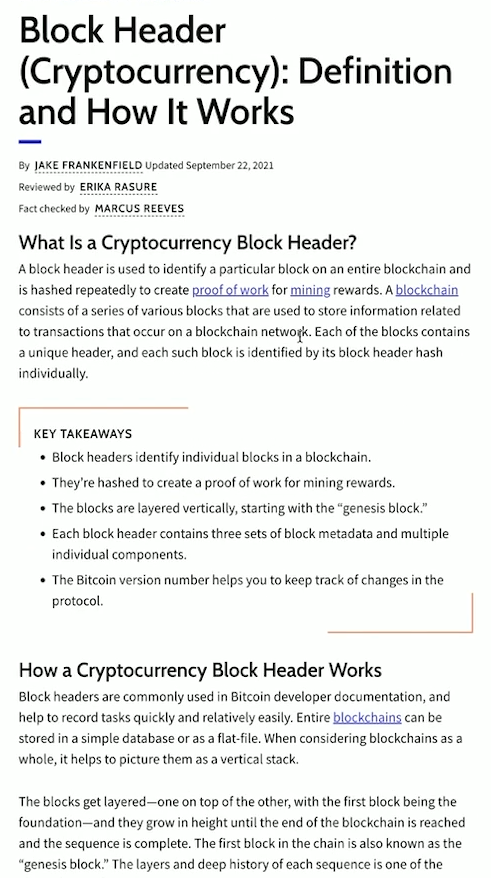 Block Header
(Cryptocurrency): Definition
and How It Works
By JAKE FRANKENFIELD Updated September 22, 2021
Reviewed by ERIKA RASURE
Fact checked by MARCUS REEVES
What Is a Cryptocurrency Block Header?
A block header is used to identify a particular block on an entire blockchain and
is hashed repeatedly to create proof of work for mining rewards. A blockchain
consists of a series of various blocks that are used to store information related
to transactions that occur on a blockchain network. Each of the blocks contains
a unique header, and each such block is identified by its block header hash
individually.
KEY TAKEAWAYS
• Block headers identify individual blocks in a blockchain.
• They're hashed to create a proof of work for mining rewards.
• The blocks are layered vertically, starting with the “genesis block.”
• Each block header contains three sets of block metadata and multiple
individual components.
• The Bitcoin version number helps you to keep track of changes in the
protocol.
How a Cryptocurrency Block Header Works
Block headers are commonly used in Bitcoin developer documentation, and
help to record tasks quickly and relatively easily. Entire blockchains can be
stored in a simple database or as a flat-file. When considering blockchains as a
whole, it helps to picture them as a vertical stack.
The blocks get layered—one on top of the other, with the first block being the
foundation—and they grow in height until the end of the blockchain is reached
and the sequence is complete. The first block in the chain is also known as the
“genesis block.” The layers and deep history of each sequence is one of the